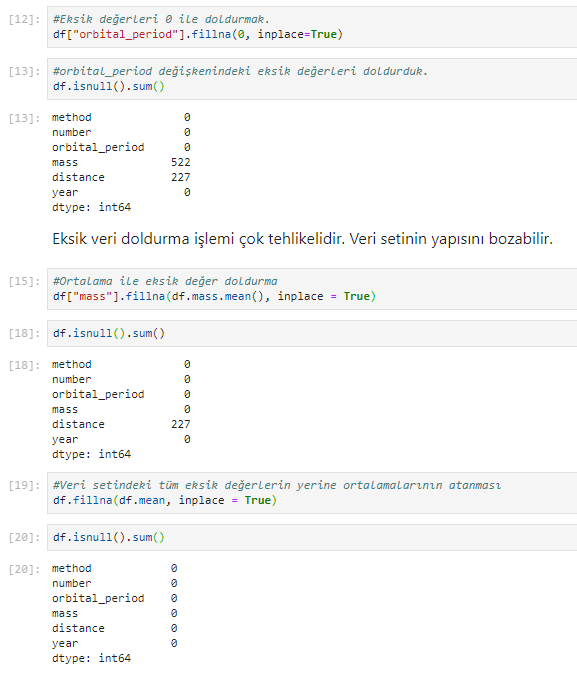 [12]: #Eksik değerleri 0 ile doldurmak.
df["orbital_period"].fillna(0, inplace=True)
[13]: #orbital_period değişkenindeki eksik değerleri doldurduk.
df.isnull().sum()
[13]: method 0
number 0
orbital_period 0
mass 522
distance 227
year 0
dtype: int64
Eksik veri doldurma işlemi çok tehlikelidir. Veri setinin yapısını bozabilir.
[15]: #Ortalama ile eksik değer doldurma
df["mass"].fillna(df.mass.mean(), inplace = True)
[18]: df.isnull().sum()
[18]: method 0
number 0
orbital_period 0
mass 0
distance 227
year 0
dtype: int64
[19]: #Veri setindeki tüm eksik değerlerin yerine ortalamalarının atanması
df.fillna(df.mean, inplace = True)
[20]: df.isnull().sum()
[20]: method 0
number 0
orbital_period 0
mass 0
distance 0
year 0
dtype: int64